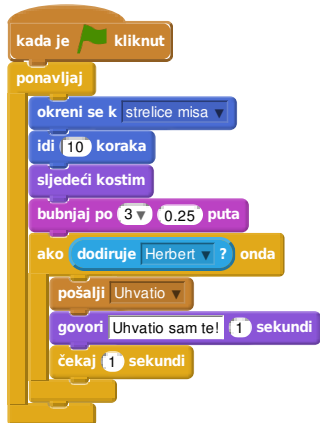 kada je kliknut
ponavljaj
okreni se k strelice misa
idi 10 koraka
sljedeći kostim
bubnjaj po 3 0.25 puta
ako dodiruje Herbert ? onda
pošalji Uhvatio
govori Uhvatio sam te! 1 sekundi
čekaj 1 sekundi